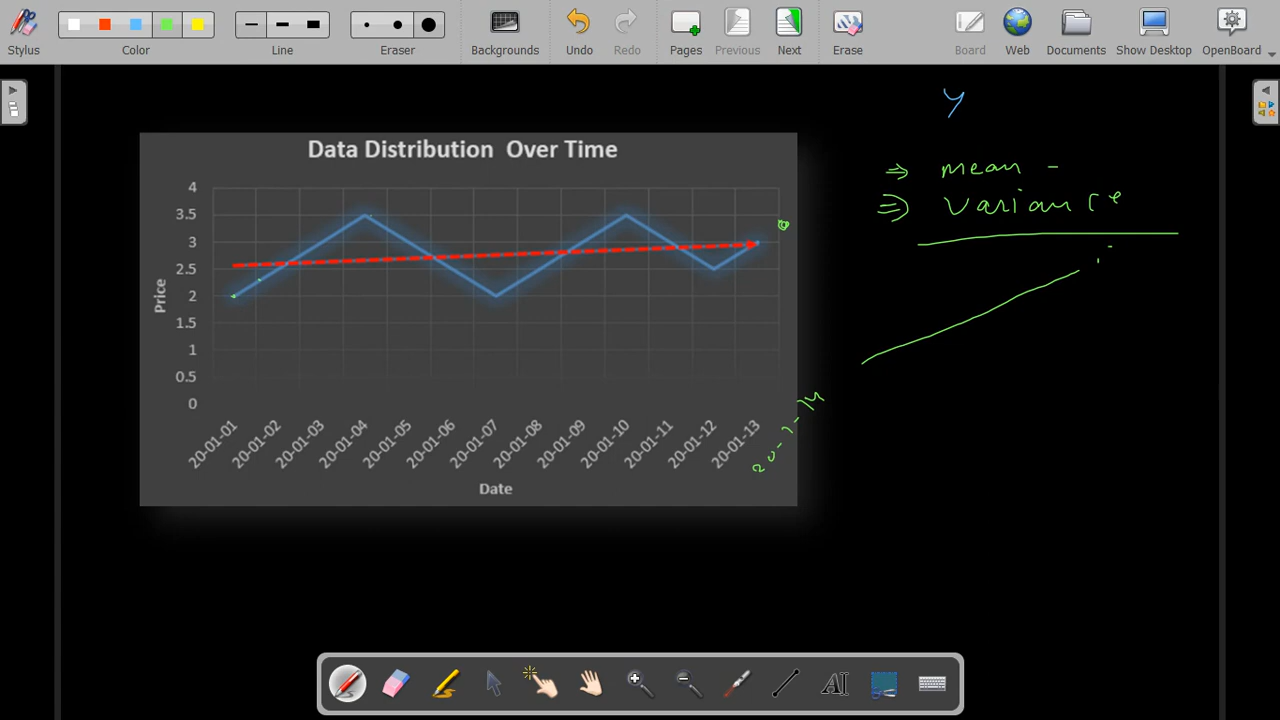 Stylus
Color
Line
Eraser
Backgrounds
Undo
Redo
Pages
Previous
Next
Erase
Board
Web
Documents
Show Desktop
OpenBoard
y
Data Distribution Over Time
⇒ mean -
⇒ variance
4
3.5
3
2.5
2
1.5
1
0.5
0
Price
20-01-01
20-01-02
20-01-03
20-01-04
20-01-05
20-01-07
20-01-08
20-01-09
20-01-10
20-01-11
20-01-12
20-01-13
20-1-14
Date
AI